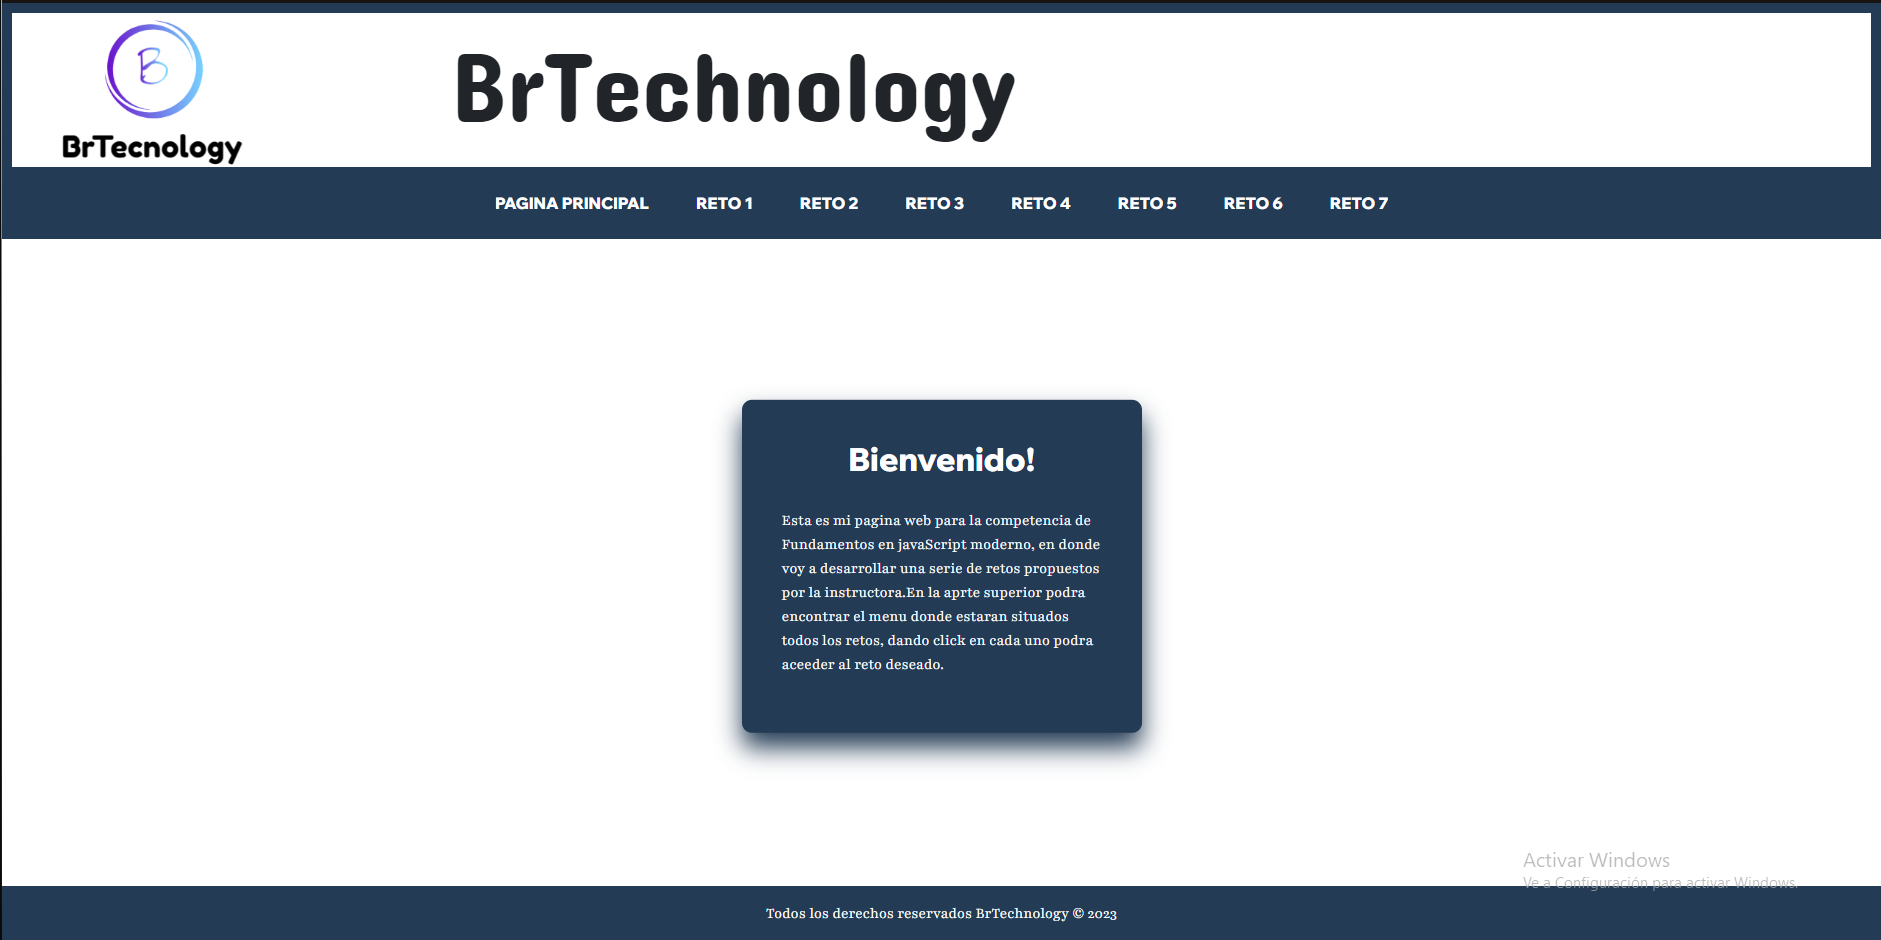 B
BrTecnology
BrTechnology
PAGINA PRINCIPAL RETO 1 RETO 2 RETO 3 RETO 4 RETO 5 RETO 6 RETO 7
Bienvenido!
Esta es mi pagina web para la competencia de
Fundamentos en javaScript moderno, en donde
voy a desarrollar una serie de retos propuestos
por la instructora.En la aprte superior podra
encontrar el menu donde estaran situados
todos los retos, dando click en cada uno podra
aceeder al reto deseado.
Activar Windows
Ve a Configuración para activar Windows.
Todos los derechos reservados BrTechnology © 2023